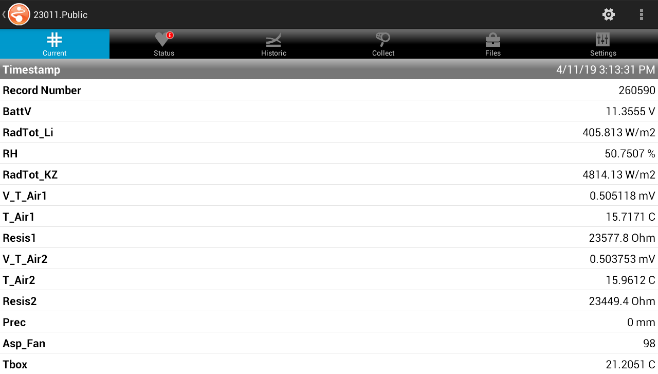 23011.Public
Current Status 1 Historic Collect Files Settings
Timestamp 4/11/19 3:13:31 PM
Record Number 260590
BattV 11.3555 V
RadTot_Li 405.813 W/m2
RH 50.7507 %
RadTot_KZ 4814.13 W/m2
V_T_Air1 0.505118 mV
T_Air1 15.7171 C
Resis1 23577.8 Ohm
V_T_Air2 0.503753 mV
T_Air2 15.9612 C
Resis2 23449.4 Ohm
Prec 0 mm
Asp_Fan 98
Tbox 21.2051 C